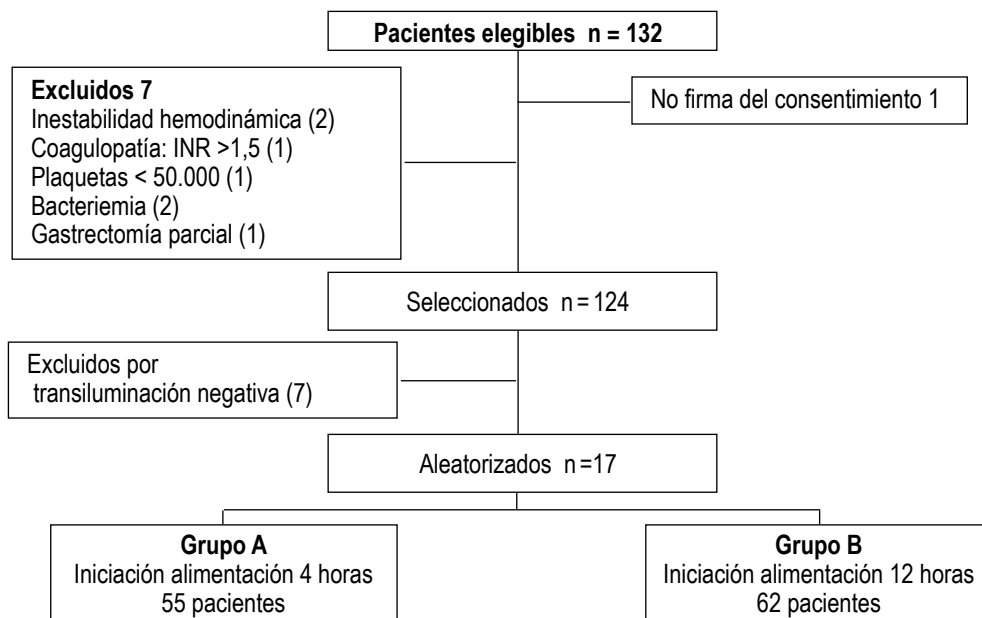 Pacientes elegibles n = 132
Excluidos 7
Inestabilidad hemodinámica (2)
Coagulopatía: INR >1,5 (1)
Plaquetas < 50.000 (1)
Bacteriemia (2)
Gastrectomía parcial (1)
No firma del consentimiento 1
Seleccionados n = 124
Excluidos por
transiluminación negativa (7)
Aleatorizados n =17
Grupo A
Iniciación alimentación 4 horas
55 pacientes
Grupo B
Iniciación alimentación 12 horas
62 pacientes